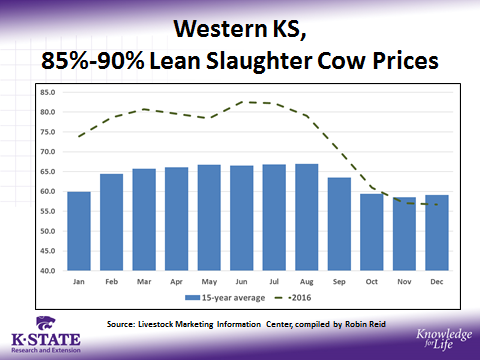 Western KS,
85%-90% Lean Slaughter Cow Prices
85.0
80.0
75.0
70.0
65.0
60.0
55.0
50.0
45.0
40.0
Jan Feb Mar Apr May Jun Jul Aug Sep Oct Nov Dec
15-year average 2016
Source: Livestock Marketing Information Center, compiled by Robin Reid
K-STATE
Research and Extension
Knowledge
for Life